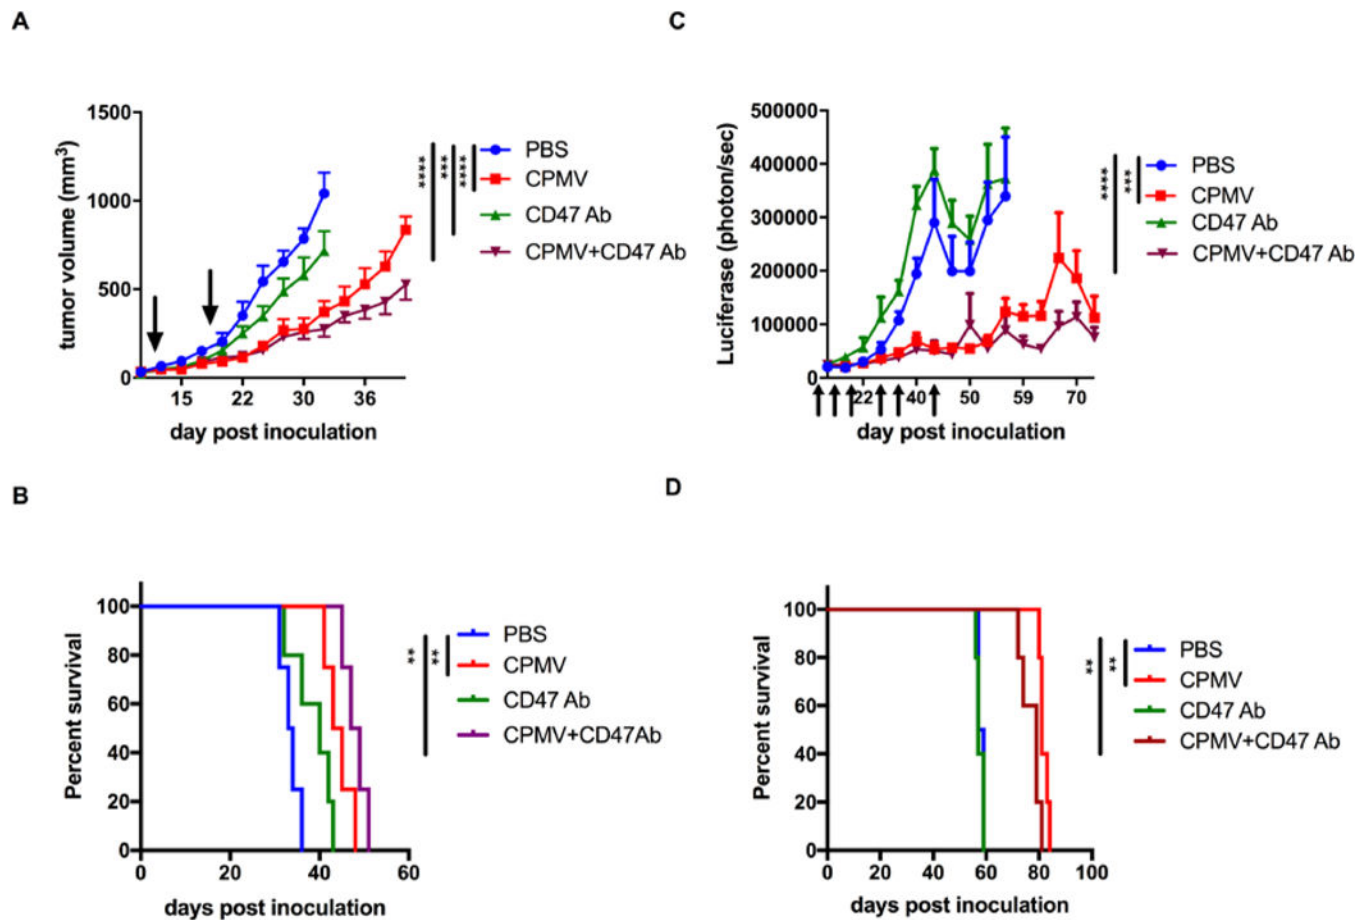 A
1500
1000
500
0
tumor volume (mm³)
15 22 30 36
day post inoculation
****
***
****
PBS
CPMV
CD47 Ab
CPMV+CD47 Ab
C
500000
400000
300000
200000
100000
0
Luciferase (photon/sec)
22 40 50 59 70
day post inoculation
****
***
PBS
CPMV
CD47 Ab
CPMV+CD47 Ab
B
100
80
60
40
20
0
Percent survival
0 20 40 60
days post inoculation
**
**
PBS
CPMV
CD47 Ab
CPMV+CD47Ab
D
100
80
60
40
20
0
Percent survival
0 20 40 60 80 100
days post inoculation
**
**
PBS
CPMV
CD47 Ab
CPMV+CD47 Ab